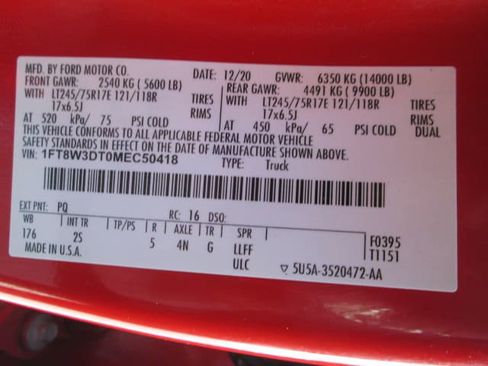 MFD. BY FORD MOTOR CO. DATE: 12/20 GVWR: 6350 KG (14000 LB)
FRONT GAWR: 2540 KG (5600 LB) REAR GAWR: 4491 KG (9900 LB)
WITH LT245/75R17E 121/118R TIRES WITH LT245/75R17E 121/118R TIRES
17x6.5J RIMS 17x6.5J RIMS
AT 520 kPa/ 75 PSI COLD AT 450 kPa/ 65 PSI COLD DUAL
THIS VEHICLE CONFORMS TO ALL APPLICABLE FEDERAL MOTOR VEHICLE
SAFETY STANDARDS IN EFFECT ON THE DATE OF MANUFACTURE SHOWN ABOVE.
VIN: 1FT8W3DT0MEC50418 TYPE: Truck
EXT PNT: PQ RC: 16 DSO:
WB INT TR TP/PS R AXLE TR SPR
176 2S 5 4N G LLFF F0395
ULC T1151
MADE IN U.S.A. ▽ 5U5A-3520472-AA